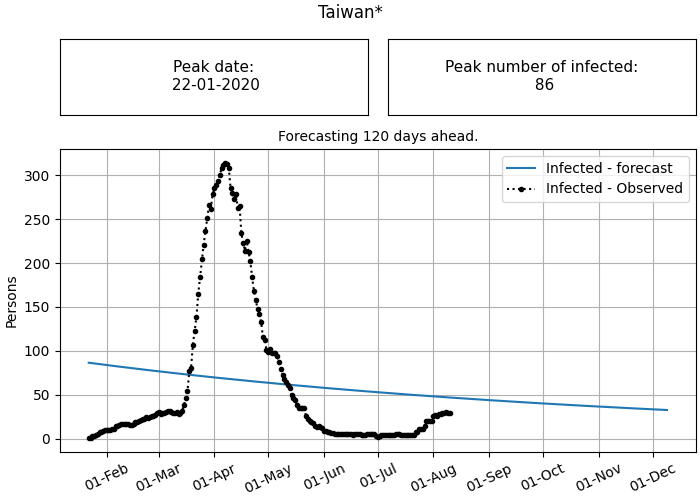 Taiwan*
Peak date:
22-01-2020
Peak number of infected:
86
Forecasting 120 days ahead.
Infected - forecast
Infected - Observed
Persons
300
250
200
150
100
50
0
01-Feb
01-Mar
01-Apr
01-May
01-Jun
01-Jul
01-Aug
01-Sep
01-Oct
01-Nov
01-Dec